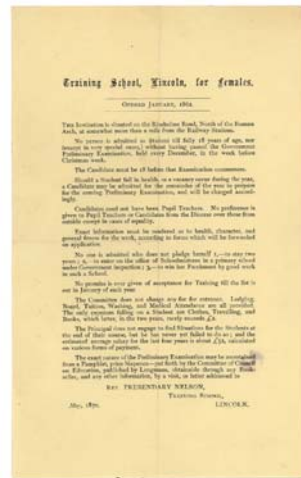 Training School, Lincoln, for Females.
OPENED JANUARY, 1862.
THIS Institution is situated on the Rischolme Road, North of the Roman
Arch, at somewhat more than a mile from the Railway Stations.
No person is admitted as Student till fully 18 years of age, nor
(except in very special cases,) without having passed the Government
Preliminary Examination, held every December, in the week before
Christmas week.
The Candidate must be 18 before that Examination commences.
Should a Student fail in health, or a vacancy occur during the year,
a Candidate may be admitted for the remainder of the year to prepare
for the coming Preliminary Examination, and will be charged accord-
ingly.
Candidates need not have been Pupil Teachers. No preference is
given to Pupil Teachers or Candidates from the Diocese over those from
outside except in cases of equality.
Exact information must be rendered as to health, character, and
general fitness for the work, according to forms which will be forwarded
on application.
No one is admitted who does not pledge herself 1,—to stay two
years; 2,—to enter on the office of Schoolmistress in a primary school
under Government inspection; 3,—to win her Parchment by good work
in such a School.
No promise is ever given of acceptance for Training till the list is
out in January of each year.
The Committee does not charge any fee for entrance. Lodging,
Board, Tuition, Washing, and Medical Attendance are all provided.
The only expenses falling on a Student are Clothes, Travelling, and
Books, which latter, in the two years, rarely exceeds
The Principal does not engage to find Situations for the Students at
the end of their course, but he has never yet failed to do so; and the
estimated average salary for the last four years is about calculated
on various forms of payment.
The exact nature of the Preliminary Examination may be ascertained
from a Pamphlet, price put forth by the Committee of Council
on Education, published by Longmans, obtainable through any Book-
seller, and any other information, by a visit, or letter addressed to
REV. PREBENDARY NELSON,
TRAINING SCHOOL,
May, LINCOLN.